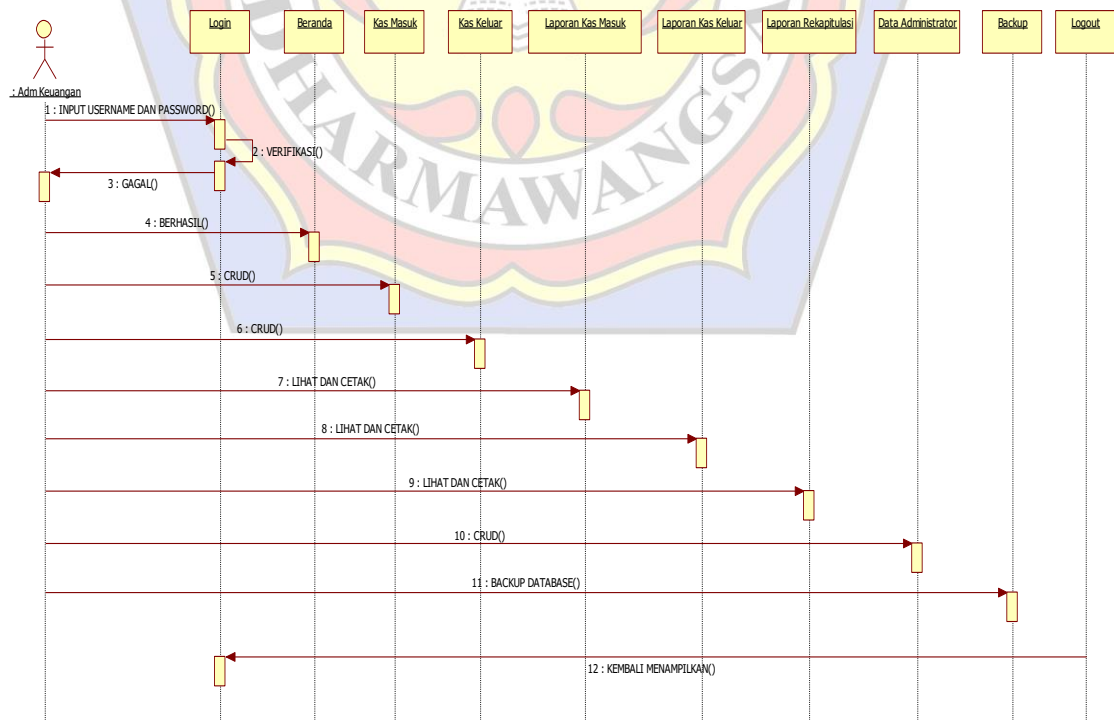 Login
Beranda
Kas Masuk
Kas Keluar
Laporan Kas Masuk
Laporan Kas Keluar
Laporan Rekapitulasi
Data Administrator
Backup
Logout
: Adm Keuangan
1 : INPUT USERNAME DAN PASSWORD()
2 : VERIFIKASI()
3 : GAGAL()
4 : BERHASIL()
5 : CRUD()
6 : CRUD()
7 : LIHAT DAN CETAK()
8 : LIHAT DAN CETAK()
9 : LIHAT DAN CETAK()
10 : CRUD()
11 : BACKUP DATABASE()
12 : KEMBALI MENAMPILKAN()
DHARMAWANGSA